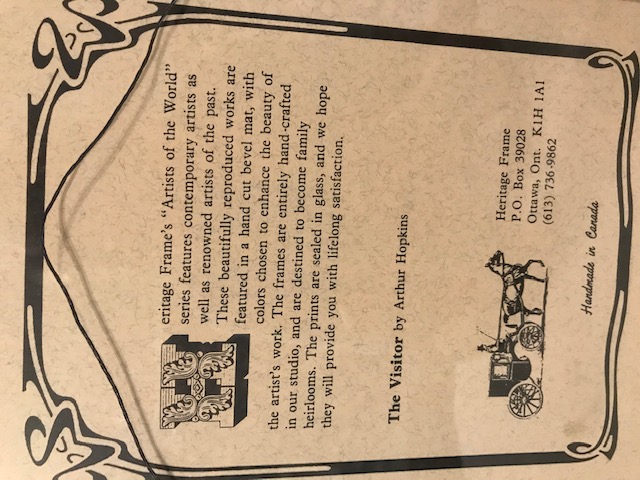 Heritage Frame's "Artists of the World"
series features contemporary artists as
well as renowned artists of the past.
These beautifully reproduced works are
featured in a hand cut bevel mat, with
colors chosen to enhance the beauty of
the artist's work. The frames are entirely hand-crafted
in our studio, and are destined to become family
heirlooms. The prints are sealed in glass, and we hope
they will provide you with lifelong satisfaction.
The Visitor by Arthur Hopkins
Heritage Frame
P.O. Box 39028
Ottawa, Ont. K1H 1A1
(613) 736-9862
Handmade in Canada